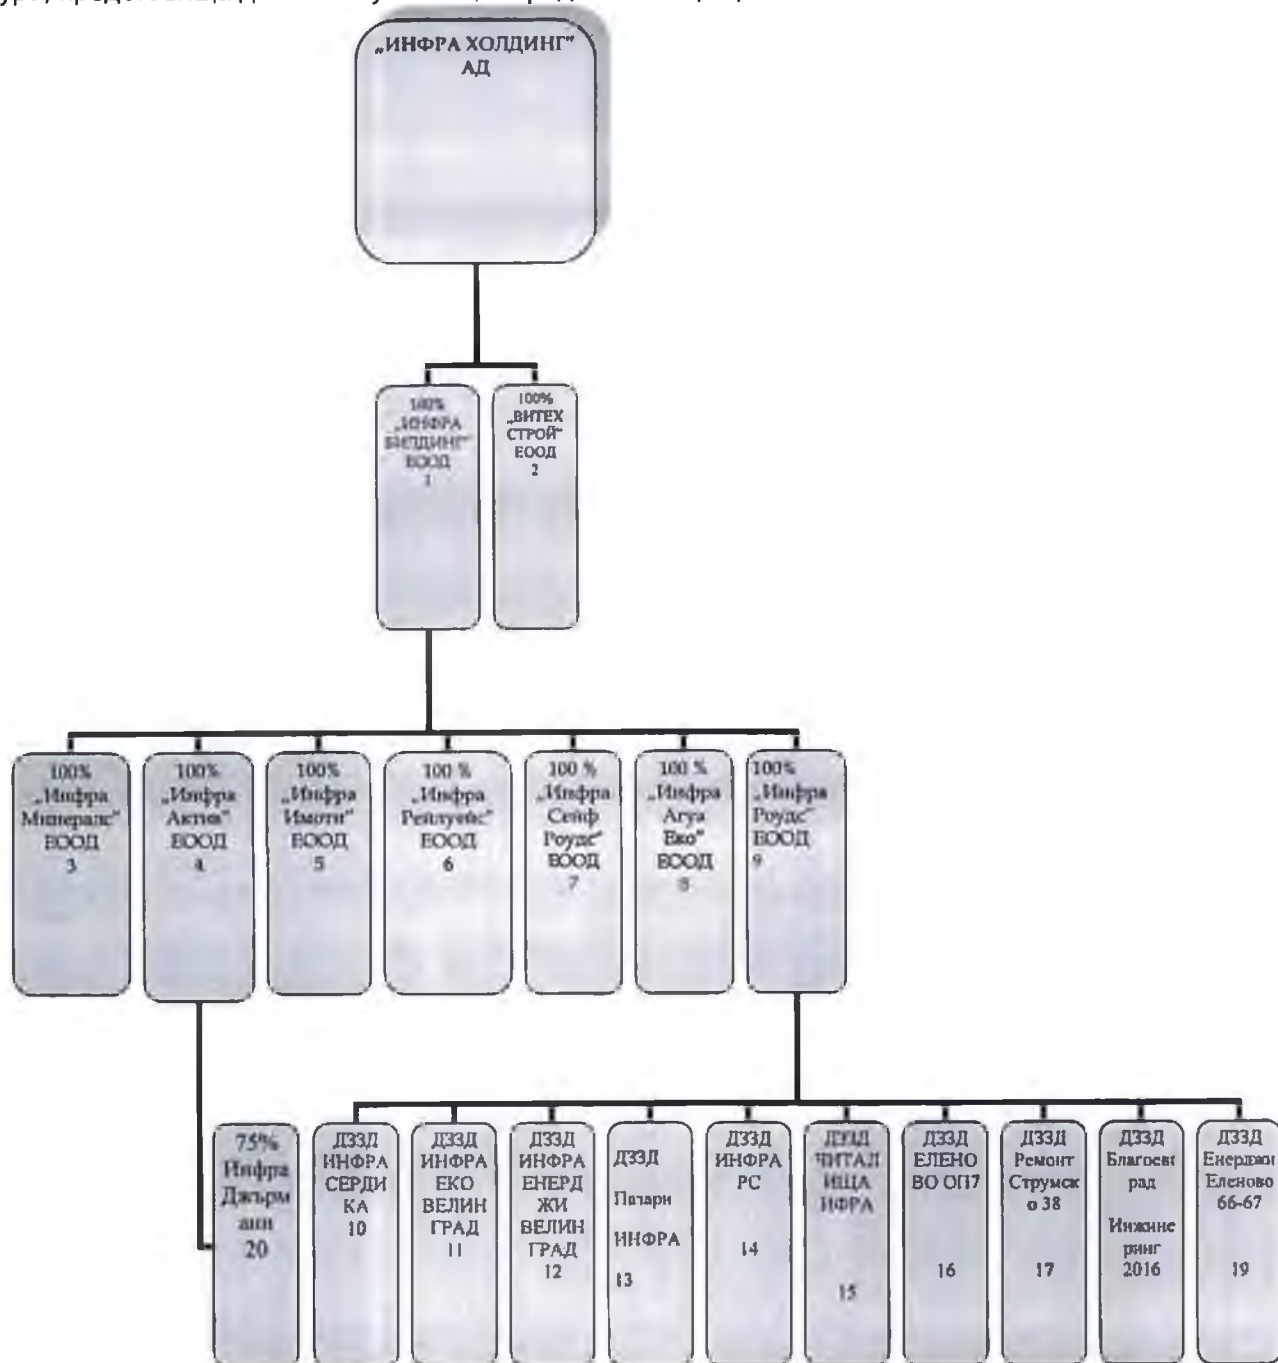 „ИНФРА ХОЛДИНГ"
АД
100%
„ИНФРА
БИЛДИНГ"
ЕООД
1
100%
„ВИТЕХ
СТРОЙ"
ЕООД
2
100%
„Инфра
Минералс"
ЕООД
3
100%
„Инфра
Актив"
ЕООД
4
100%
„Инфра
Имоти"
ЕООД
5
100 %
„Инфра
Рейлуейс"
ЕООД
6
100 %
„Инфра
Сейф
Роудс"
ЕООД
7
100 %
„Инфра
Агуа
Еко"
ЕООД
8
100%
„Инфра
Роудс"
ЕООД
9
75%
Инфра
Джърм
ани
20
ДЗЗД
ИНФРА
СЕРДИ
КА
10
ДЗЗД
ИНФРА
ЕКО
ВЕЛИН
ГРАД
11
ДЗЗД
ИНФРА
ЕНЕРД
ЖИ
ВЕЛИН
ГРАД
12
ДЗЗД
ИНФРА
13
ДЗЗД
ИНФРА
РС
14
ДЗЗД
ЧИТАЛ
ИЩА
ИФРА
15
ДЗЗД
ЕЛЕНО
ВО ОП7
16
ДЗЗД
Ремонт
Струмск
о 38
17
ДЗЗД
Благоевг
рад
Инжине
ринг
2016
ДЗЗД
Енерджи
Еленово
66-67
19